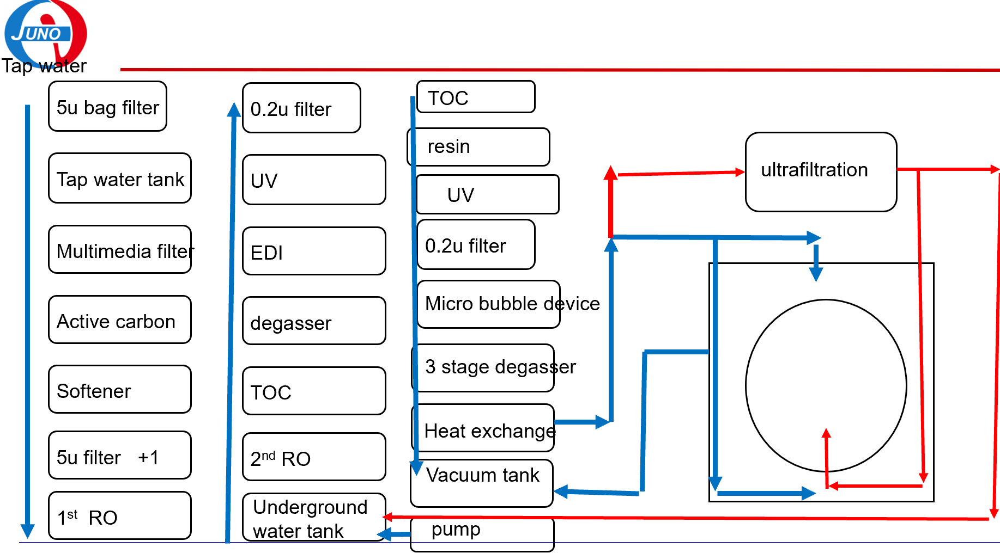 JUNO
Tap water
5u bag filter
Tap water tank
Multimedia filter
Active carbon
Softener
5u filter +1
1st RO
0.2u filter
UV
EDI
degasser
TOC
2nd RO
Underground
water tank
TOC
resin
UV
0.2u filter
Micro bubble device
3 stage degasser
Heat exchange
Vacuum tank
pump
ultrafiltration